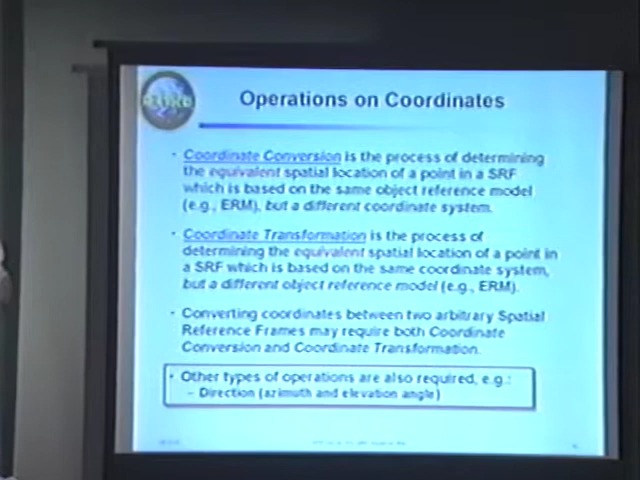 Operations on Coordinates
· Coordinate Conversion is the process of determining
the equivalent spatial location of a point in a SRF
which is based on the same object reference model
(e.g., ERM), but a different coordinate system.
· Coordinate Transformation is the process of
determining the equivalent spatial location of a point in
a SRF which is based on the same coordinate system,
but a different object reference model (e.g., ERM).
· Converting coordinates between two arbitrary Spatial
Reference Frames may require both Coordinate
Conversion and Coordinate Transformation.
· Other types of operations are also required, e.g.:
– Direction (azimuth and elevation angle)